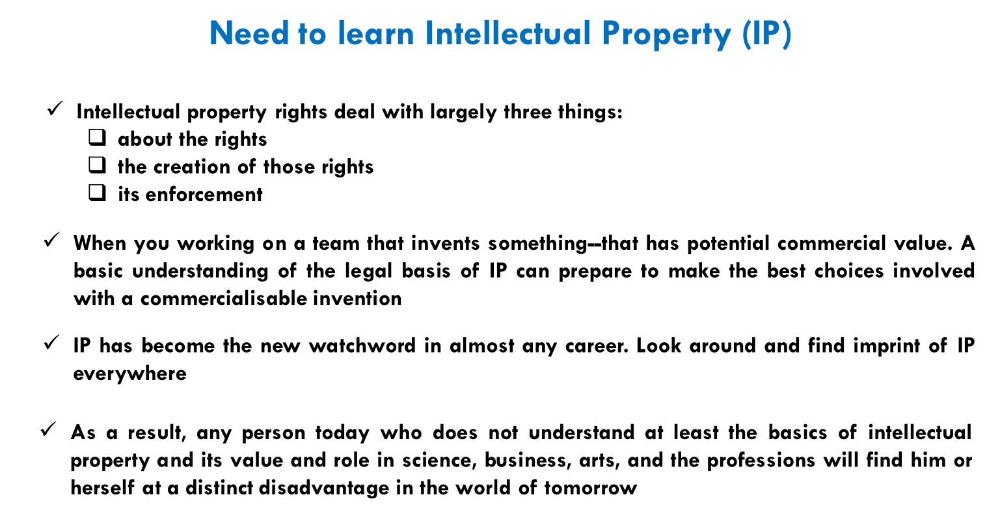 Need to learn Intellectual Property (IP)
✓ Intellectual property rights deal with largely three things:
❑ about the rights
❑ the creation of those rights
❑ its enforcement
✓ When you working on a team that invents something--that has potential commercial value. A
basic understanding of the legal basis of IP can prepare to make the best choices involved
with a commercialisable invention
✓ IP has become the new watchword in almost any career. Look around and find imprint of IP
everywhere
✓ As a result, any person today who does not understand at least the basics of intellectual
property and its value and role in science, business, arts, and the professions will find him or
herself at a distinct disadvantage in the world of tomorrow